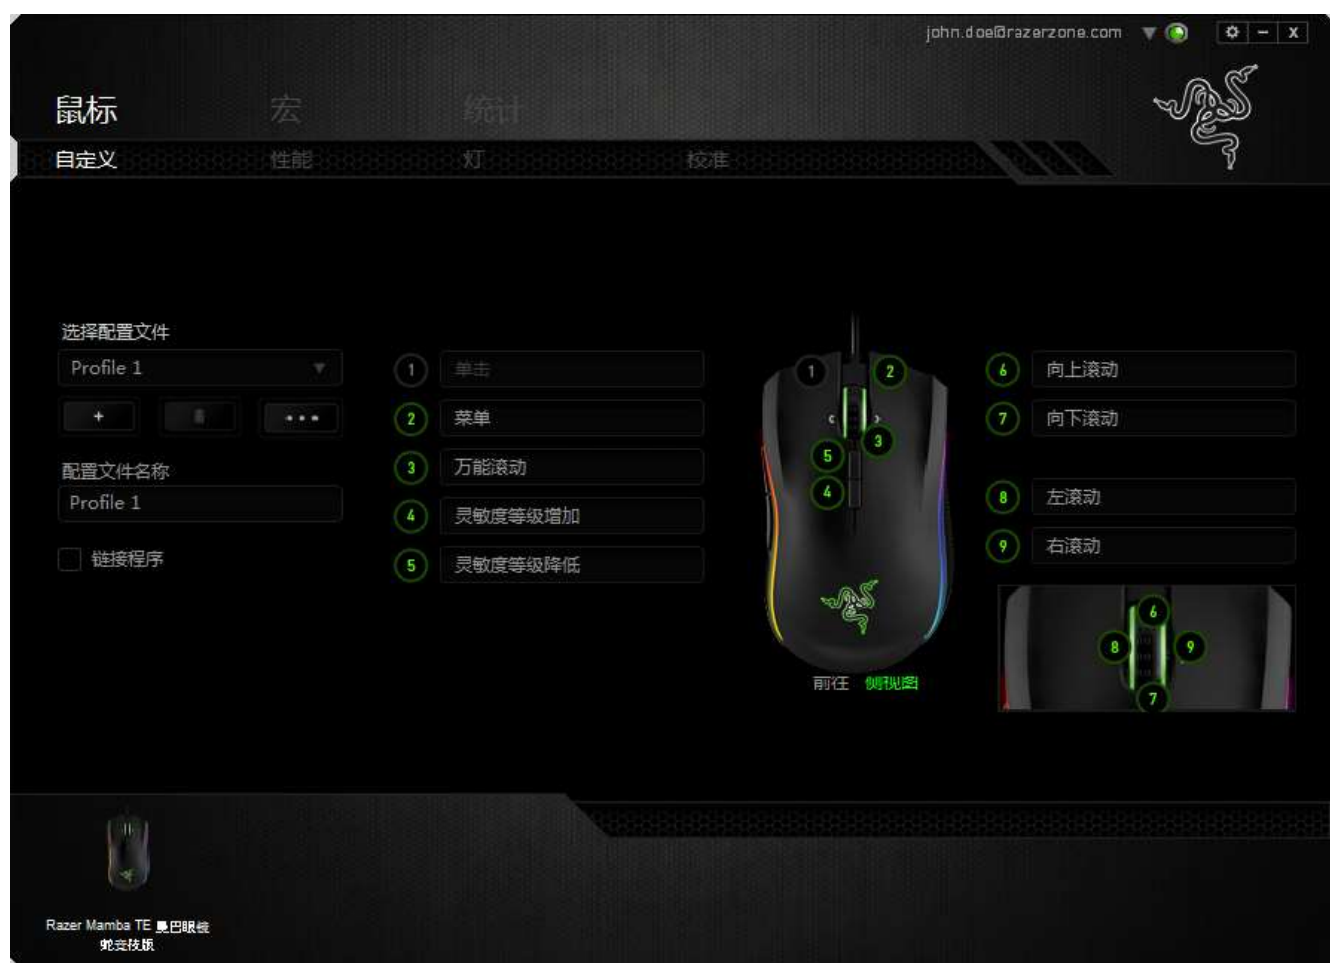 john.doe@razerzone.com
鼠标 宏 统计
自定义 性能 灯 校准
选择配置文件
Profile 1
配置文件名称
Profile 1
链接程序
1 单击
2 菜单
3 万能滚动
4 灵敏度等级增加
5 灵敏度等级降低
1 2
3
5
4
前往 侧视图
6 向上滚动
7 向下滚动
8 左滚动
9 右滚动
6
8 9
7
Razer Mamba TE 曼巴眼镜
蛇竞技版